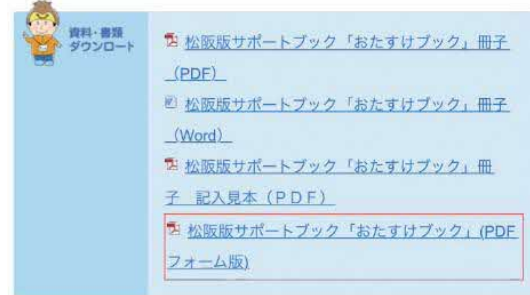 資料・書類
ダウンロード
松阪版サポートブック「おたすけブック」冊子
（PDF）
松阪版サポートブック「おたすけブック」冊子
（Word）
松阪版サポートブック「おたすけブック」冊
子　記入見本（ＰＤＦ）
松阪版サポートブック「おたすけブック」(PDF
フォーム版)